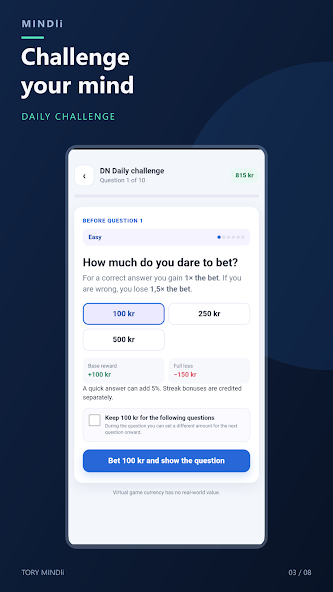 MINDli
Challenge
your mind
DAILY CHALLENGE
DN Daily challenge
Question 1 of 10
815 kr
BEFORE QUESTION 1
Easy
How much do you dare to bet?
For a correct answer you gain 1× the bet. If you
are wrong, you lose 1,5× the bet.
100 kr
250 kr
500 kr
Base reward
+100 kr
Full loss
−150 kr
A quick answer can add 5%. Streak bonuses are credited
separately.
Keep 100 kr for the following questions
During the question you can set a different amount for the next
question onward.
Bet 100 kr and show the question
Virtual game currency has no real-world value.
TORY MINDli
03 / 08